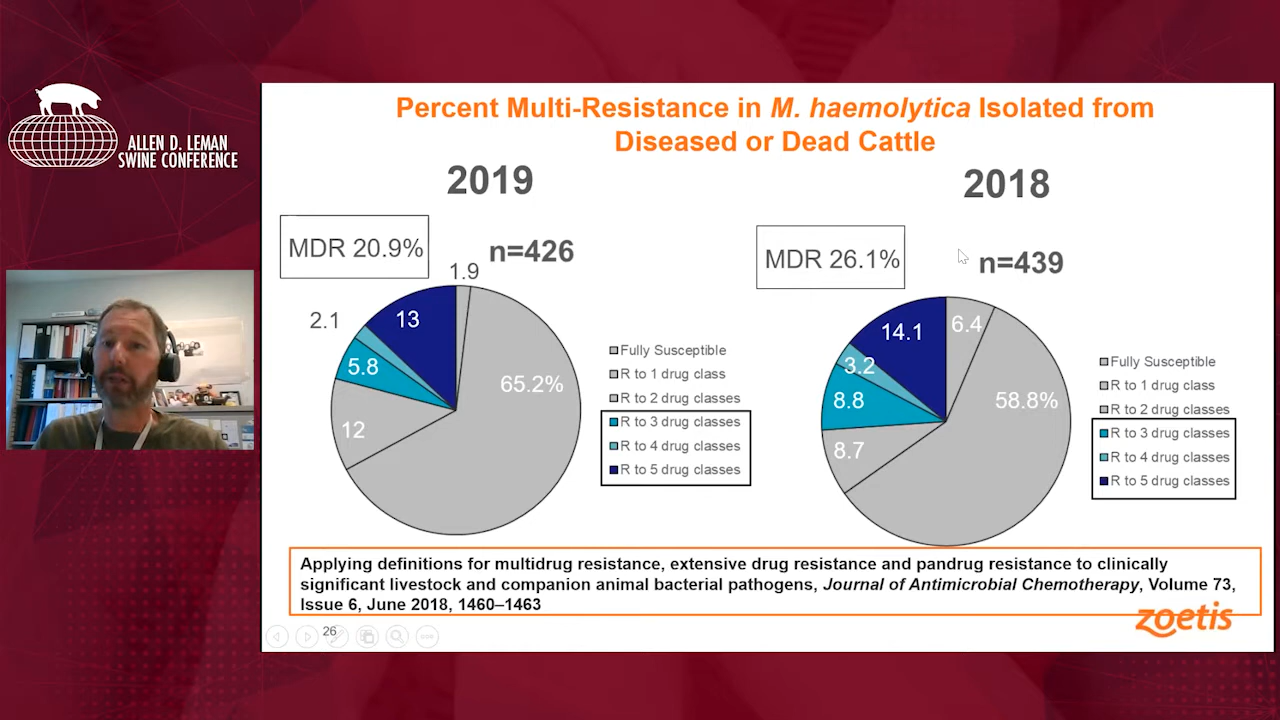 ALLEN D. LEMAN
SWINE CONFERENCE
Percent Multi-Resistance in M. haemolytica Isolated from
Diseased or Dead Cattle
2019
MDR 20.9%
n=426
1.9
65.2%
12
5.8
2.1
13
Fully Susceptible
R to 1 drug class
R to 2 drug classes
R to 3 drug classes
R to 4 drug classes
R to 5 drug classes
2018
MDR 26.1%
n=439
6.4
58.8%
8.7
8.8
3.2
14.1
Fully Susceptible
R to 1 drug class
R to 2 drug classes
R to 3 drug classes
R to 4 drug classes
R to 5 drug classes
Applying definitions for multidrug resistance, extensive drug resistance and pandrug resistance to clinically
significant livestock and companion animal bacterial pathogens, Journal of Antimicrobial Chemotherapy, Volume 73,
Issue 6, June 2018, 1460–1463
zoetis
26